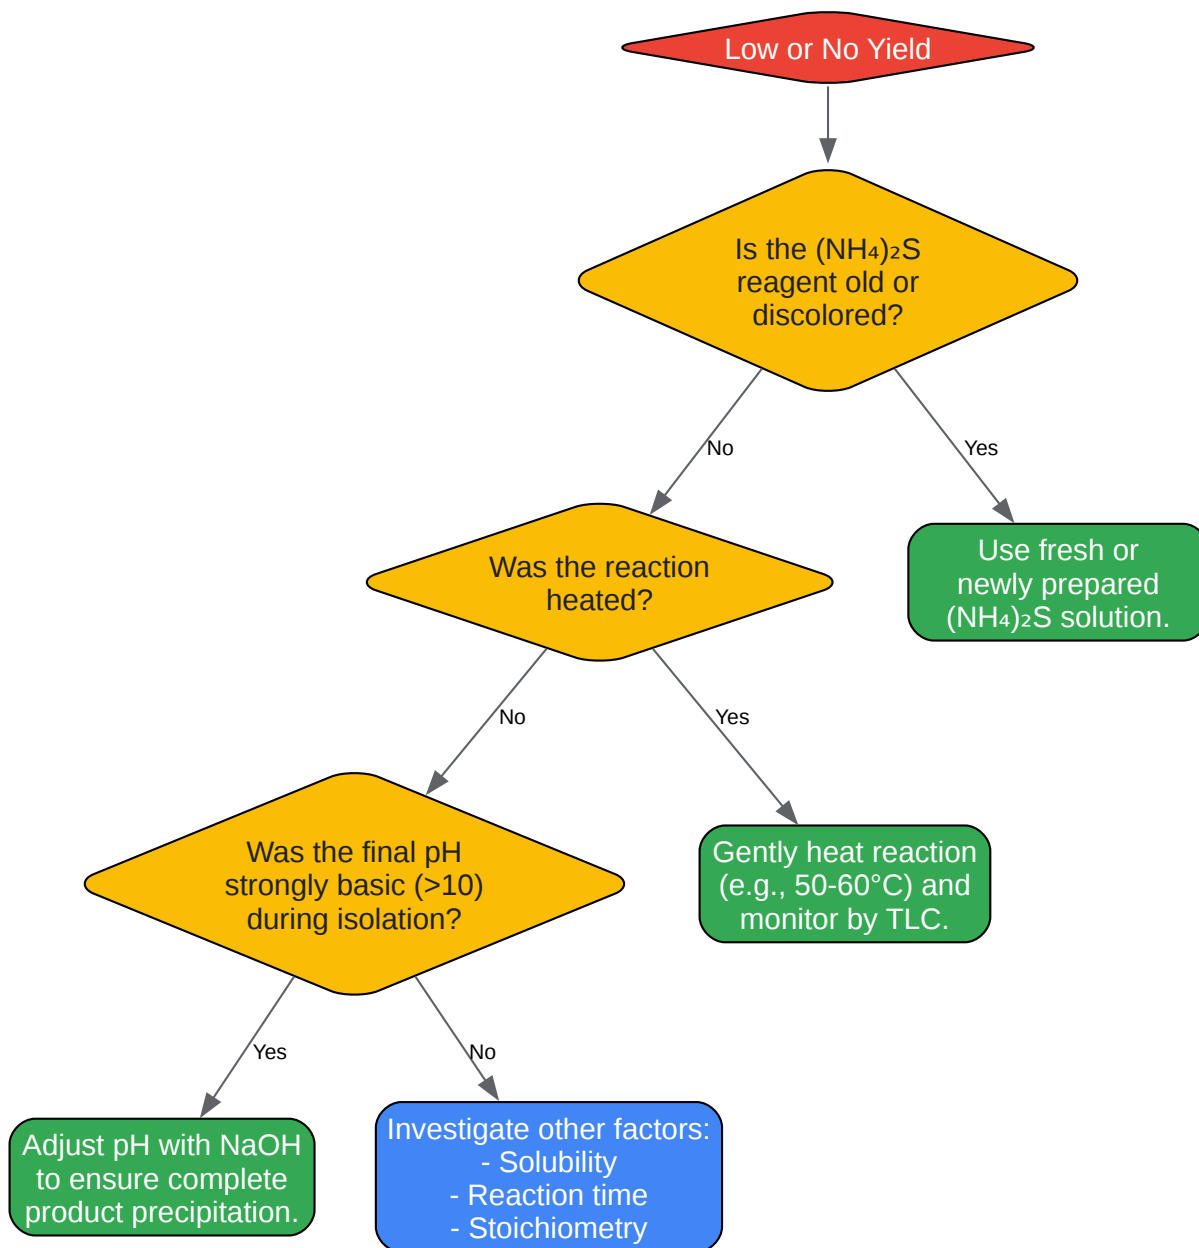 Low or No Yield
Is the (NH₄)₂S
reagent old or
discolored?
No
Yes
Was the reaction
heated?
Use fresh or
newly prepared
(NH₄)₂S solution.
No
Yes
Was the final pH
strongly basic (>10)
during isolation?
Gently heat reaction
(e.g., 50-60°C) and
monitor by TLC.
Yes
No
Adjust pH with NaOH
to ensure complete
product precipitation.
Investigate other factors:
- Solubility
- Reaction time
- Stoichiometry